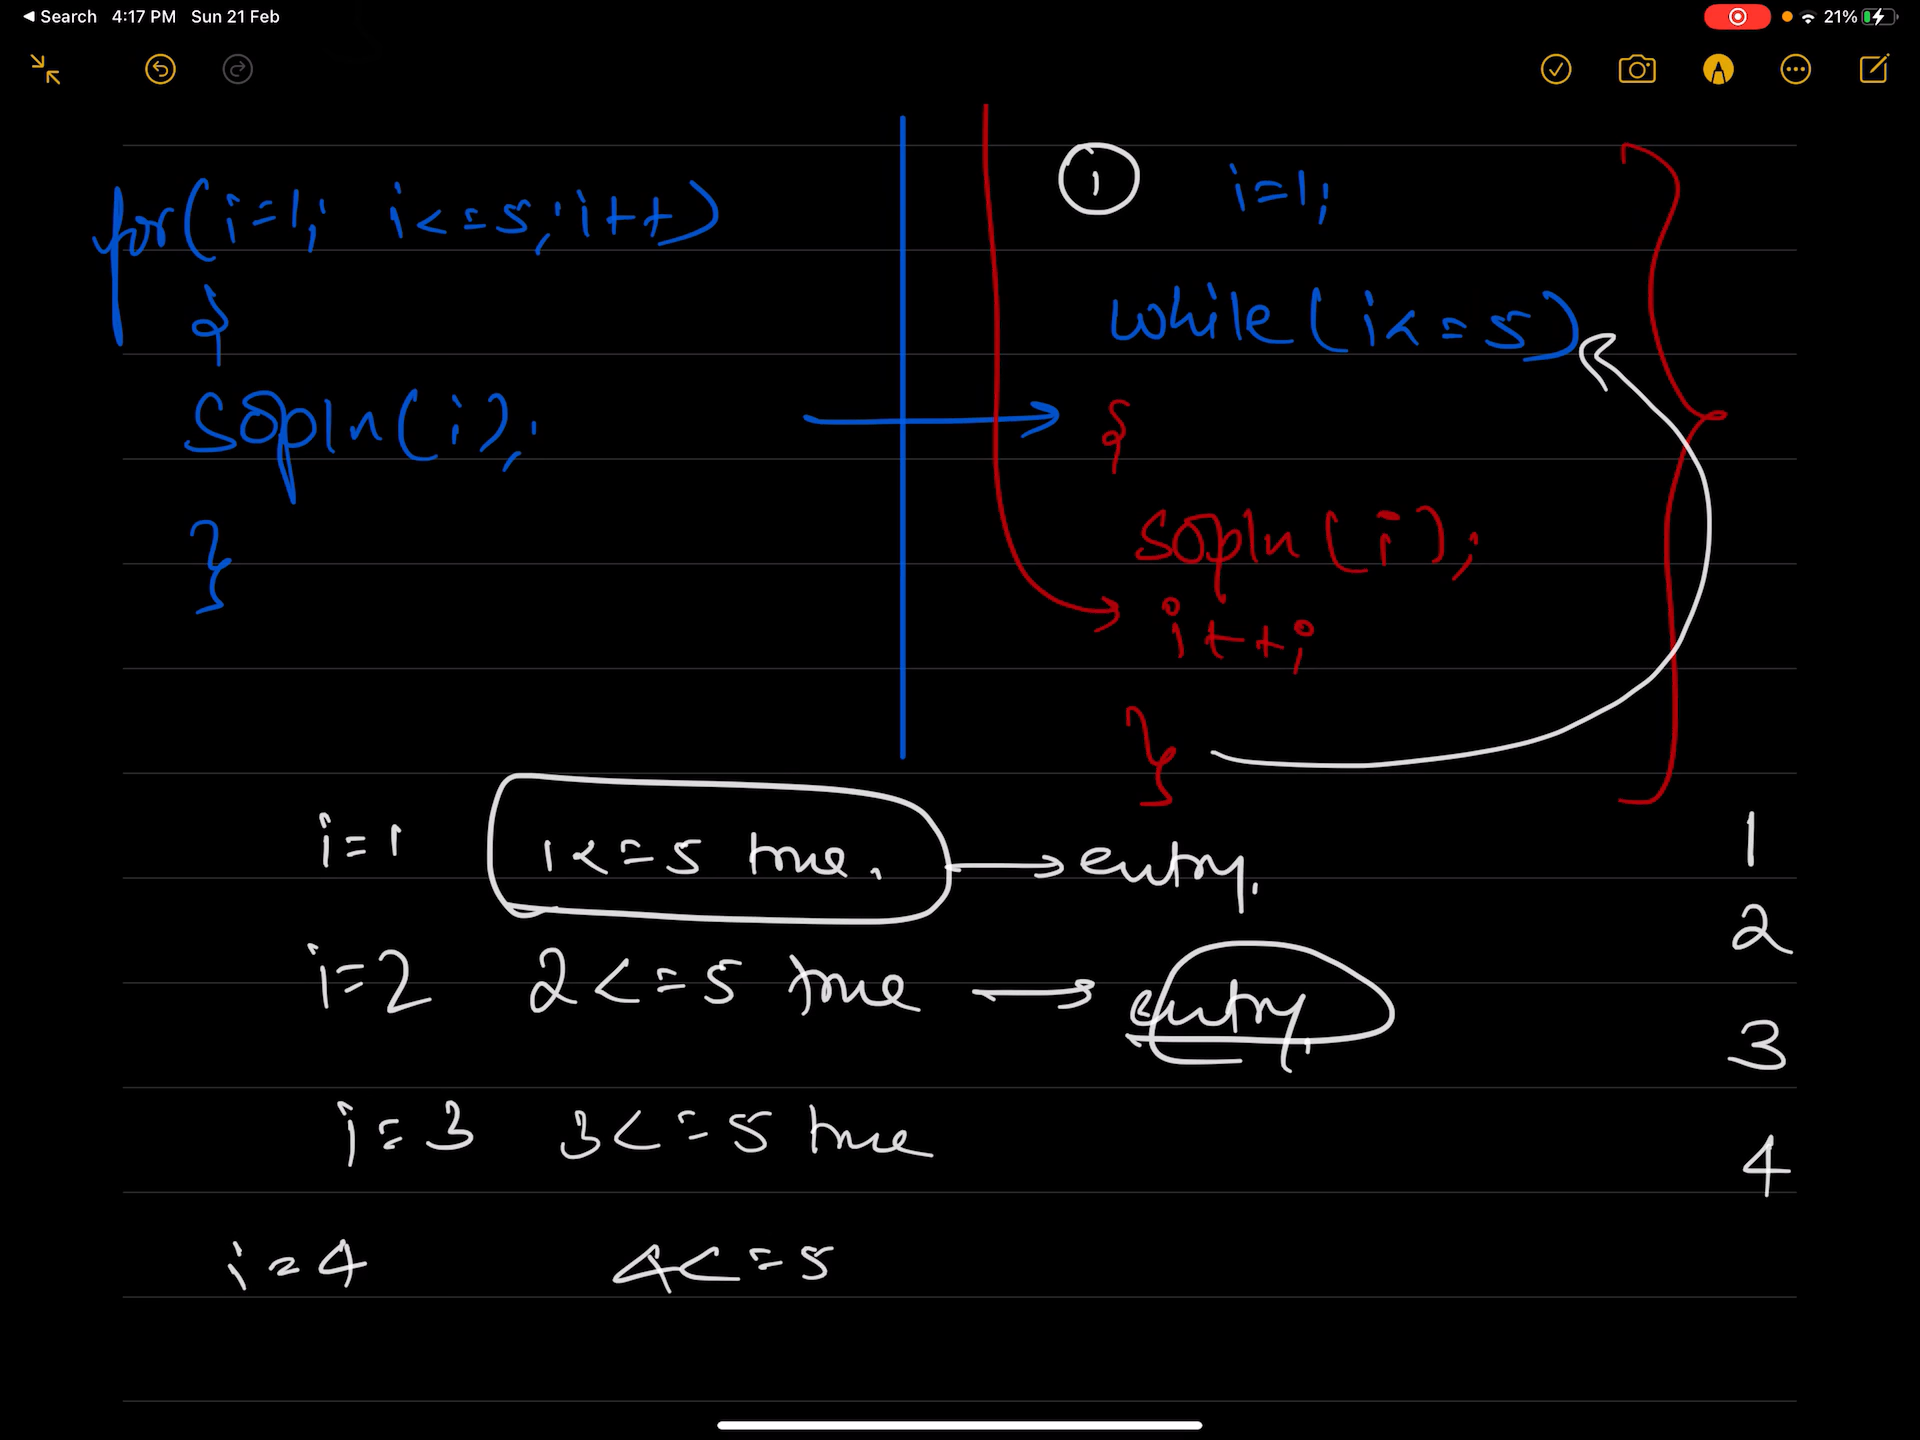 Search 4:17 PM Sun 21 Feb
21%
for(i=1; i<=5; i++)
{
Sopln(i);
}
1
i=1;
while(i<=5)
{
Sopln(i);
i++;
}
i=1 1<=5 true. → entry.
i=2 2<=5 true → entry.
i=3 3<=5 true
i=4 4<=5
1
2
3
4